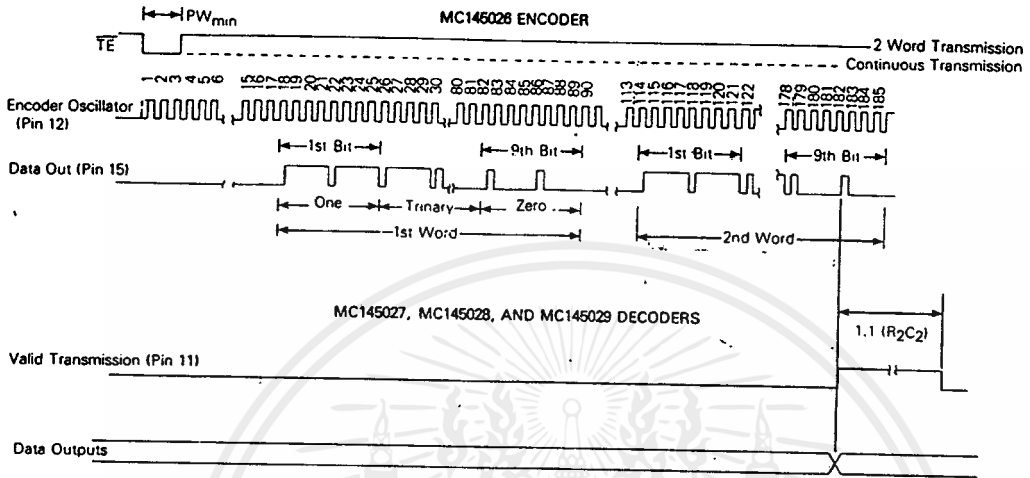 MC145026 ENCODER
PWmin
TE
2 Word Transmission
Continuous Transmission
1 2 3 4 5 6 15 16 17 18 19 20 21 22 23 24 25 26 27 28 29 30 80 81 82 83 84 85 86 87 88 89 90 113 114 115 116 117 118 119 120 121 122 178 179 180 181 182 183 184 185
Encoder Oscillator
(Pin 12)
1st Bit 9th Bit 1st Bit 9th Bit
Data Out (Pin 15)
One Trinary Zero
1st Word 2nd Word
MC145027, MC145028, AND MC145029 DECODERS
1.1 (R2C2)
Valid Transmission (Pin 11)
Data Outputs